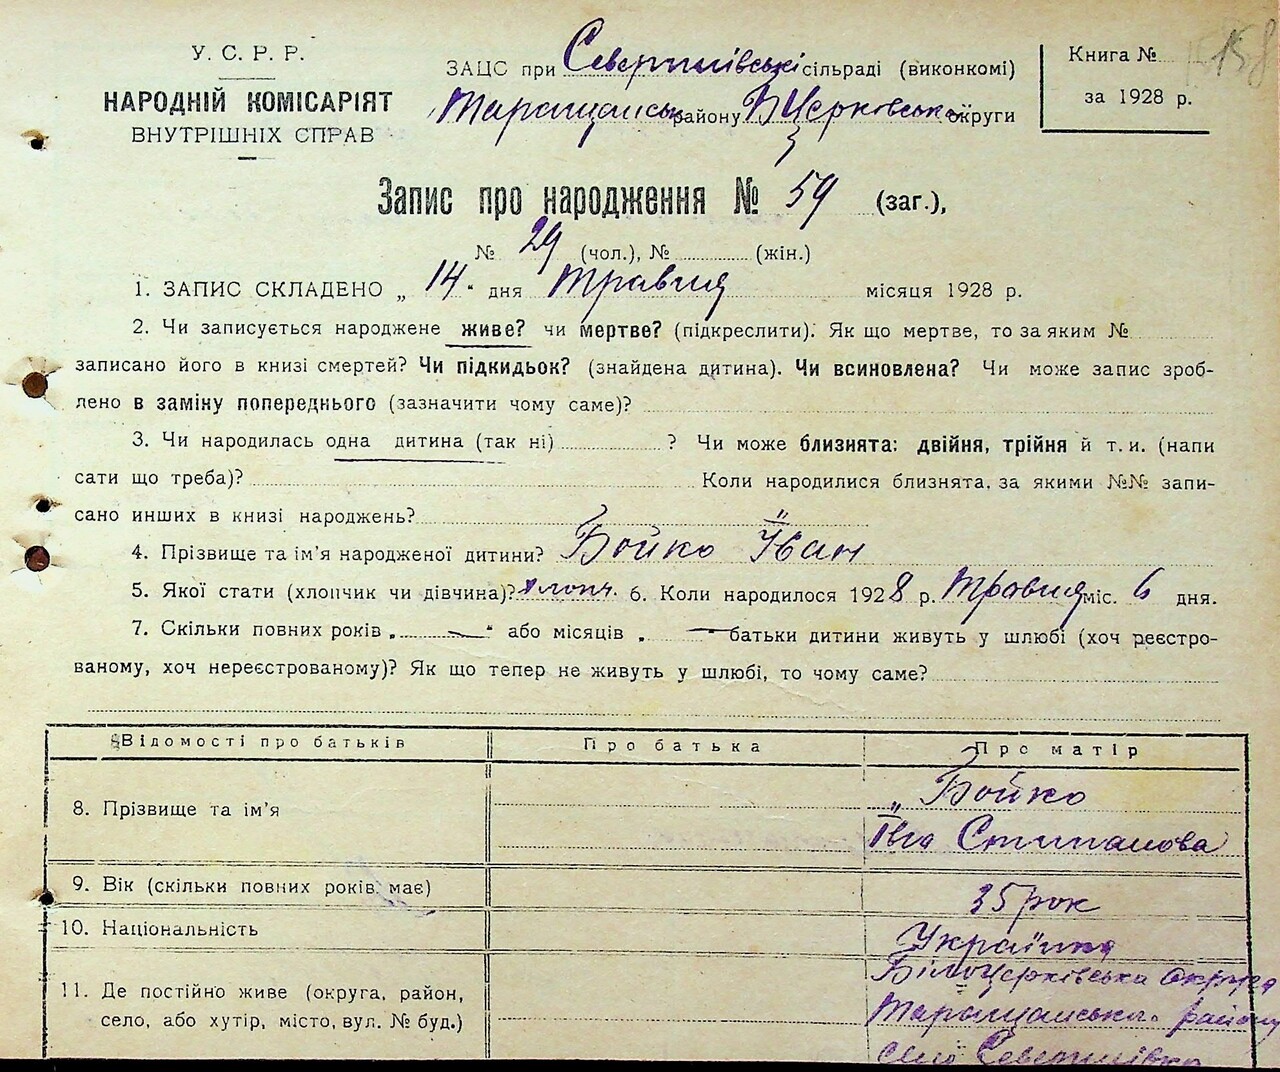 У. С. Р. Р.
НАРОДНІЙ КОМІСАРІЯТ
ВНУТРІШНІХ СПРАВ
ЗАЦС при Северинівські сільраді (виконкомі)
Таращанськ району БЦерковськ округи
Книга № 158
за 1928 р.
Запис про народження № 59 (заг.),
№ 29 (чол.), № (жін.)
1. ЗАПИС СКЛАДЕНО „ 14 " дня травня місяця 1928 р.
2. Чи записується народжене живе? чи мертве? (підкреслити). Як що мертве, то за яким №
записано його в книзі смертей? Чи підкидьок? (знайдена дитина). Чи всиновлена? Чи може запис зроб-
лено в заміну попереднього (зазначити чому саме)?
3. Чи народилась одна дитина (так ні) ? Чи може близнята: двійня, трійня й т. и. (напи
сати що треба)? Коли народилися близнята, за якими №№ запи-
сано инших в книзі народжень?
4. Прізвище та ім'я народженої дитини? Бойко Іван
5. Якої стати (хлопчик чи дівчина)? хлопч. 6. Коли народилося 1928 р. Травня міс. 6 дня.
7. Скільки повних років „ — " або місяців „ — батьки дитини живуть у шлюбі (хоч реєстро-
ваному, хоч нереєстрованому)? Як що тепер не живуть у шлюбі, то чому саме?
Відомості про батьків Про батька Про матір
8. Прізвище та ім'я Бойко
Степанова
9. Вік (скільки повних років має) 35 рок
10. Національність Українка
11. Де постійно живе (округа, район,
село, або хутір, місто, вул. № буд.)
Білоцерківська округа
Таращанського району
село Северинівка